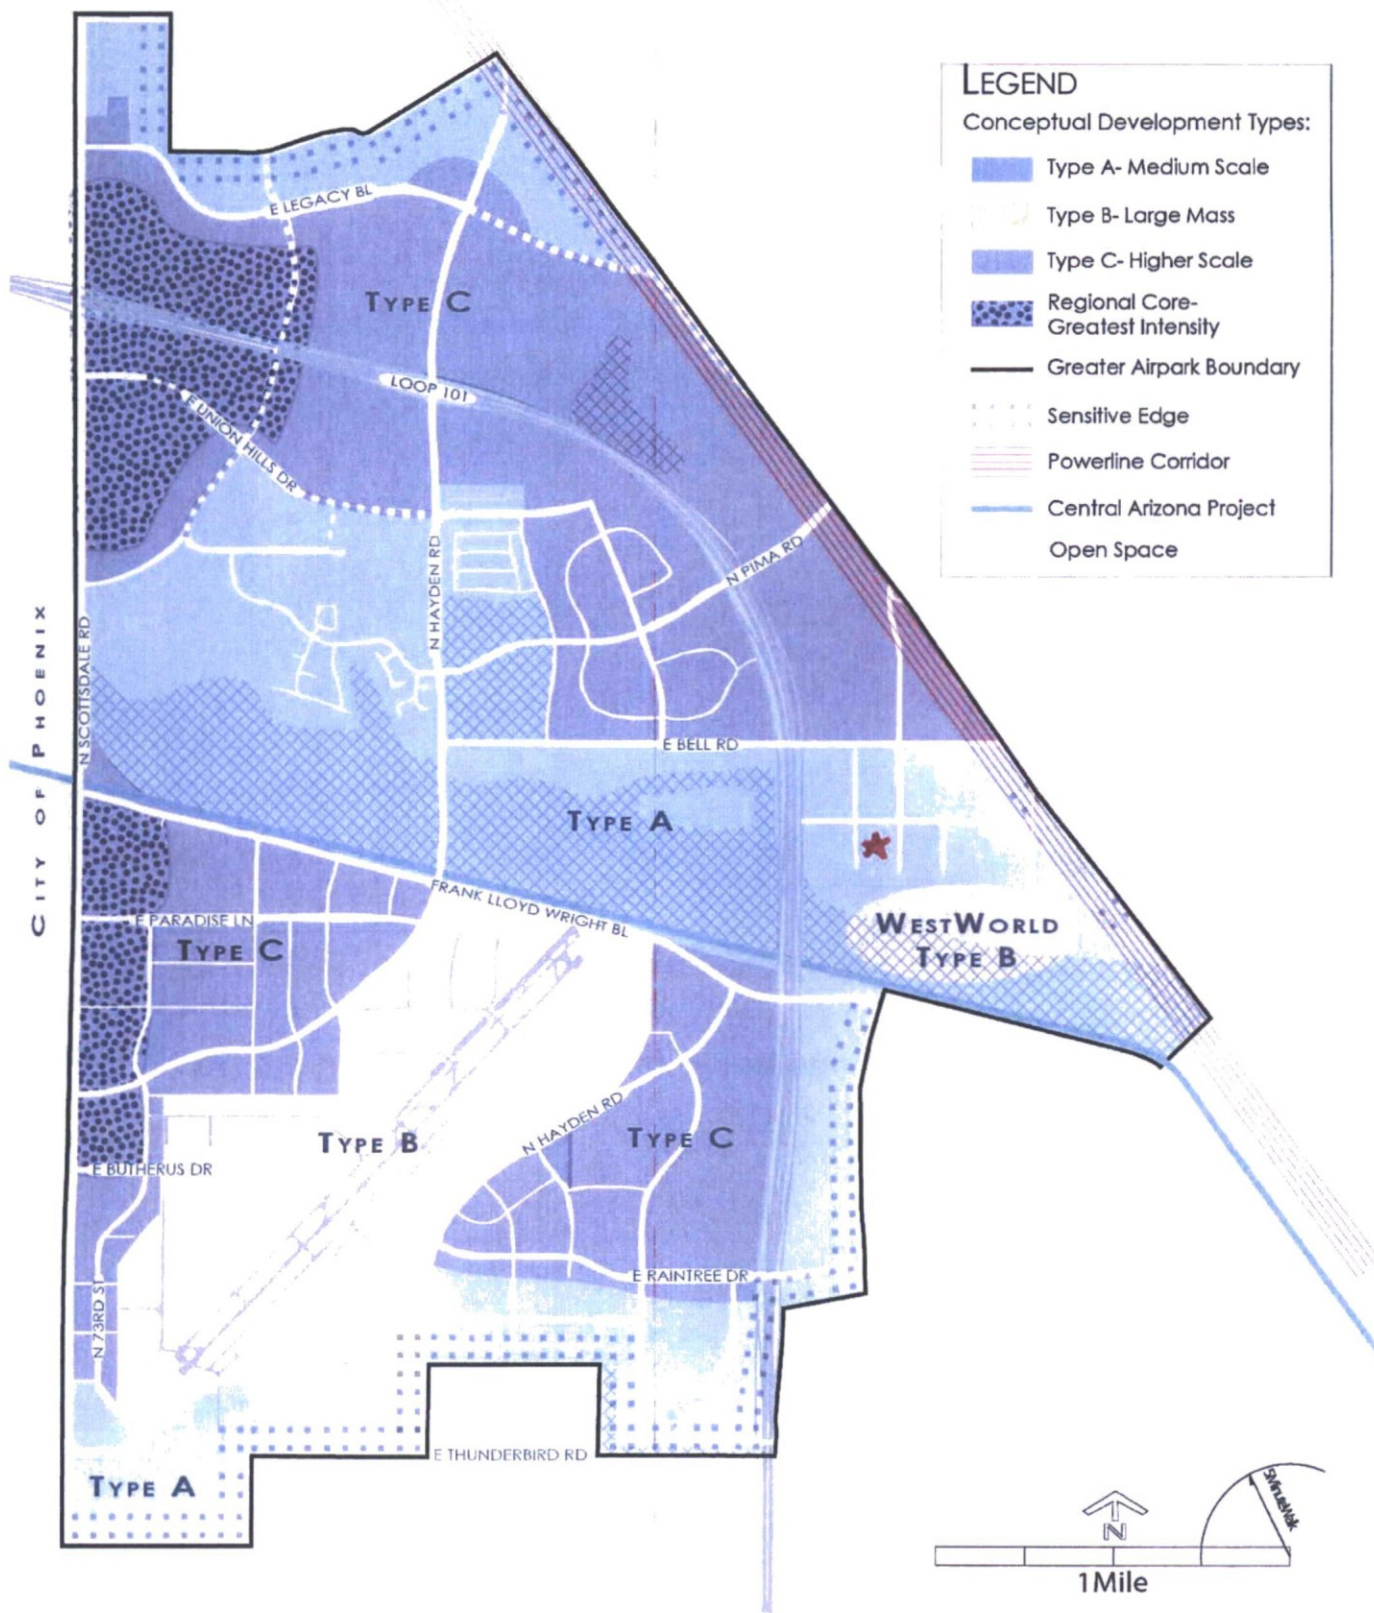 LEGEND
Conceptual Development Types:
Type A- Medium Scale
Type B- Large Mass
Type C- Higher Scale
Regional Core-
Greatest Intensity
Greater Airpark Boundary
Sensitive Edge
Powerline Corridor
Central Arizona Project
Open Space
E LEGACY BL
TYPE C
LOOP 101
E UNION HILLS DR
N HAYDEN RD
N PIMA RD
CITY OF PHOENIX
N SCOTTSDALE RD
E BELL RD
TYPE A
FRANK LLOYD WRIGHT BL
E PARADISE LN
TYPE C
WESTWORLD
TYPE B
N HAYDEN RD
TYPE C
TYPE B
E BUTHERUS DR
E RAINTREE DR
N 73RD ST
E THUNDERBIRD RD
TYPE A
5MinuteWalk
N
1Mile